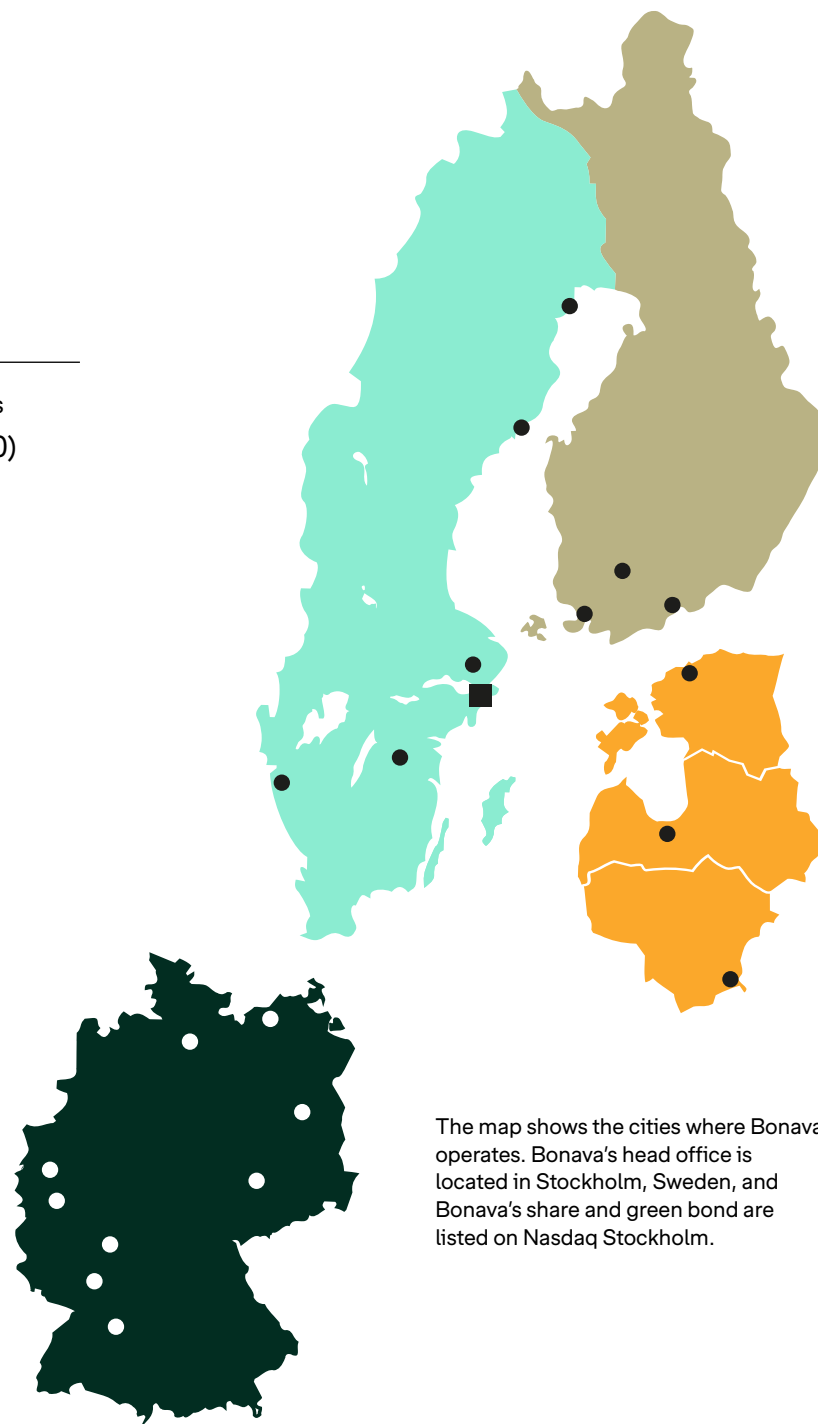 s
0)
The map shows the cities where Bonava
operates. Bonava’s head office is
located in Stockholm, Sweden, and
Bonava’s share and green bond are
listed on Nasdaq Stockholm.